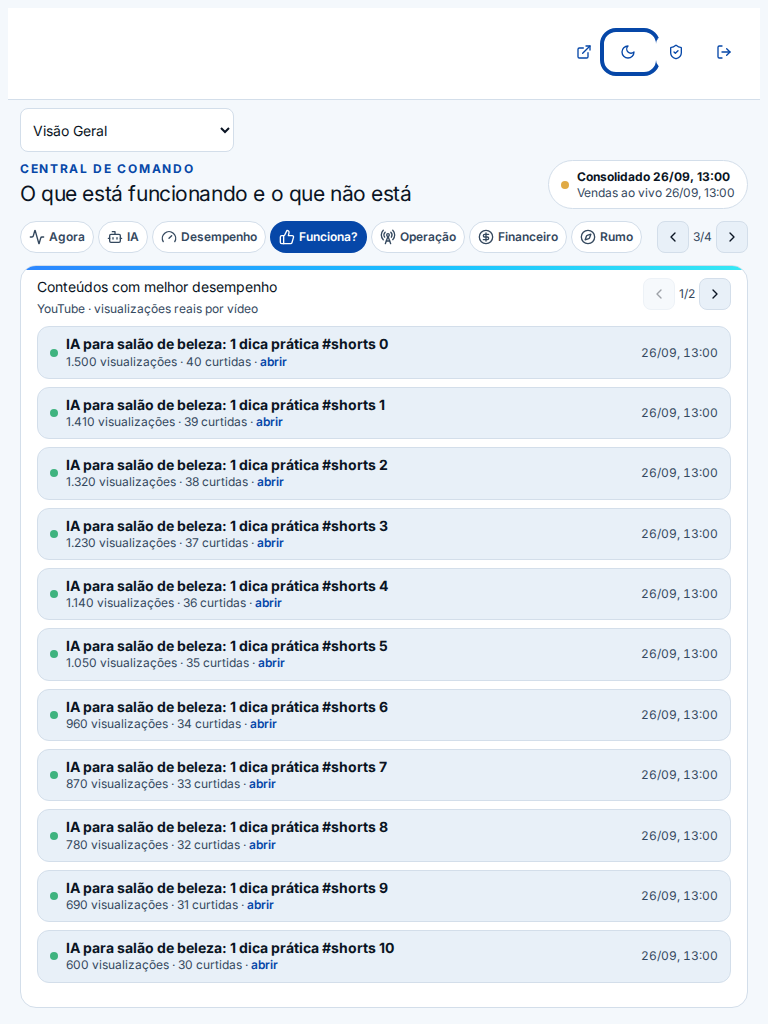 Visão Geral
CENTRAL DE COMANDO
O que está funcionando e o que não está
Consolidado 26/09, 13:00
Vendas ao vivo 26/09, 13:00
Agora
IA
Desempenho
Funciona?
Operação
Financeiro
Rumo
3/4
Conteúdos com melhor desempenho
YouTube · visualizações reais por vídeo
1/2
IA para salão de beleza: 1 dica prática #shorts 0
1.500 visualizações · 40 curtidas · abrir
26/09, 13:00
IA para salão de beleza: 1 dica prática #shorts 1
1.410 visualizações · 39 curtidas · abrir
26/09, 13:00
IA para salão de beleza: 1 dica prática #shorts 2
1.320 visualizações · 38 curtidas · abrir
26/09, 13:00
IA para salão de beleza: 1 dica prática #shorts 3
1.230 visualizações · 37 curtidas · abrir
26/09, 13:00
IA para salão de beleza: 1 dica prática #shorts 4
1.140 visualizações · 36 curtidas · abrir
26/09, 13:00
IA para salão de beleza: 1 dica prática #shorts 5
1.050 visualizações · 35 curtidas · abrir
26/09, 13:00
IA para salão de beleza: 1 dica prática #shorts 6
960 visualizações · 34 curtidas · abrir
26/09, 13:00
IA para salão de beleza: 1 dica prática #shorts 7
870 visualizações · 33 curtidas · abrir
26/09, 13:00
IA para salão de beleza: 1 dica prática #shorts 8
780 visualizações · 32 curtidas · abrir
26/09, 13:00
IA para salão de beleza: 1 dica prática #shorts 9
690 visualizações · 31 curtidas · abrir
26/09, 13:00
IA para salão de beleza: 1 dica prática #shorts 10
600 visualizações · 30 curtidas · abrir
26/09, 13:00